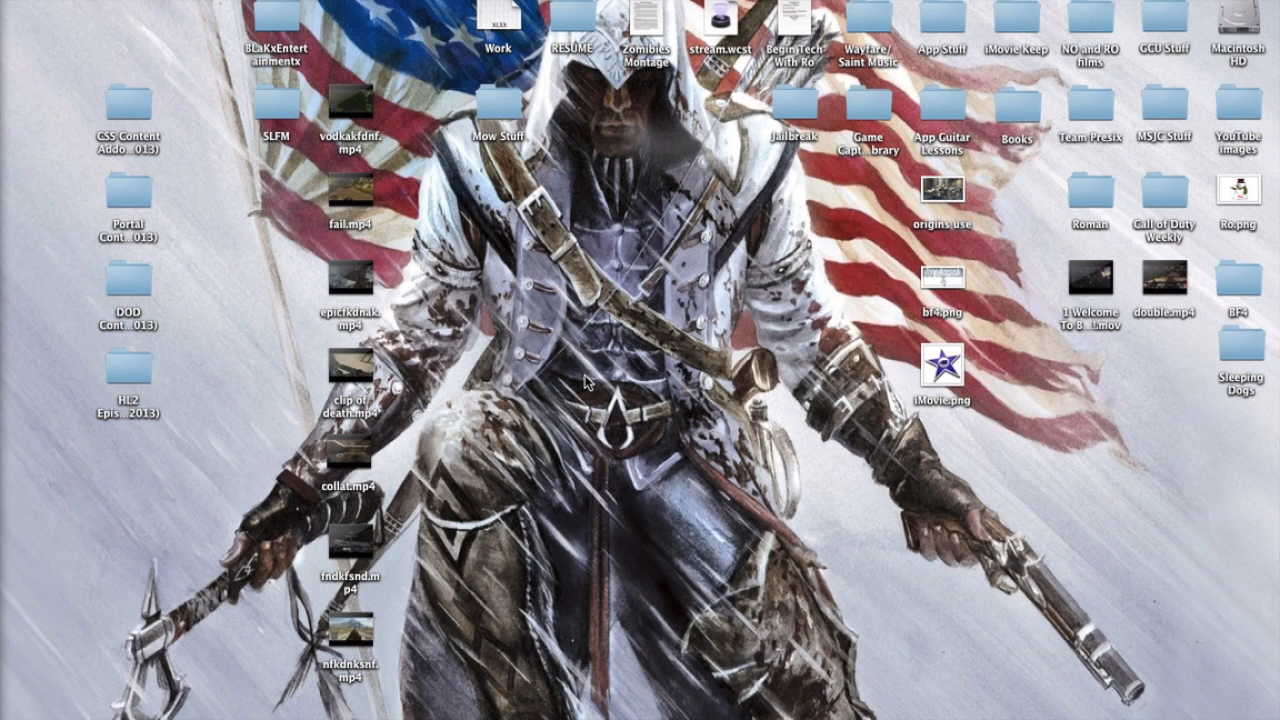 BLaKxEntert
ainmentx
XLSX
Work
RESUME
Zombies
Montage
stream.wcst
Begin Tech
With Ro
Wayfare/
Saint Music
App Stuff
iMovie Keep
NO and RO
films
GCU Stuff
Macintosh
HD
CSS Content
Addo...013)
SLFM
vodkakfdnf.
mp4
Mow Stuff
Jailbreak
Game
Capt...brary
App Guitar
Lessons
Books
Team Presix
MSJC Stuff
YouTube
Images
Portal
Cont...013)
fail.mp4
origins use
Roman
Call of Duty
Weekly
Ro.png
DOD
Cont...013)
epicfkdnak.
mp4
bf4.png
1 Welcome
To B...!.mov
double.mp4
BF4
HL2
Epis...2013)
clip of
death.mp4
iMovie.png
Sleeping
Dogs
collat.mp4
fndkfsnd.m
p4
nfkdnksnf.
mp4